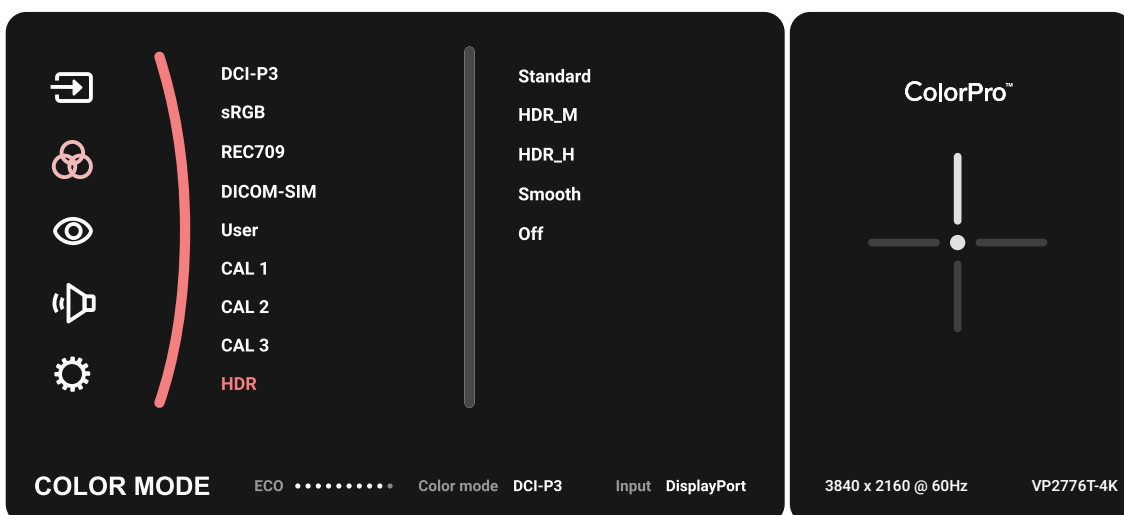 DCI-P3
sRGB
REC709
DICOM-SIM
User
CAL 1
CAL 2
CAL 3
HDR
Standard
HDR_M
HDR_H
Smooth
Off
COLOR MODE
ECO
Color mode DCI-P3
Input DisplayPort
ColorPro™
3840 x 2160 @ 60Hz
VP2776T-4K